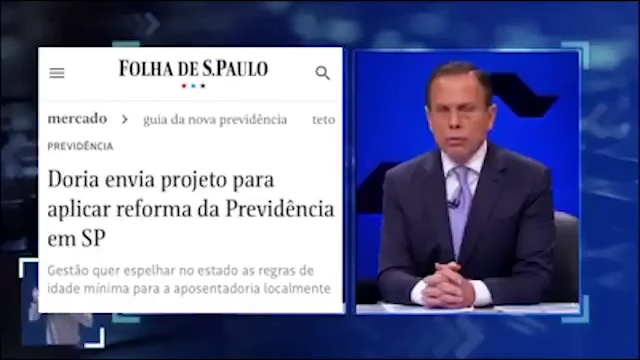 FOLHA DE S.PAULO
mercado > guia da nova previdência teto
PREVIDÊNCIA
Doria envia projeto para
aplicar reforma da Previdência
em SP
Gestão quer espelhar no estado as regras de
idade mínima para a aposentadoria localmente